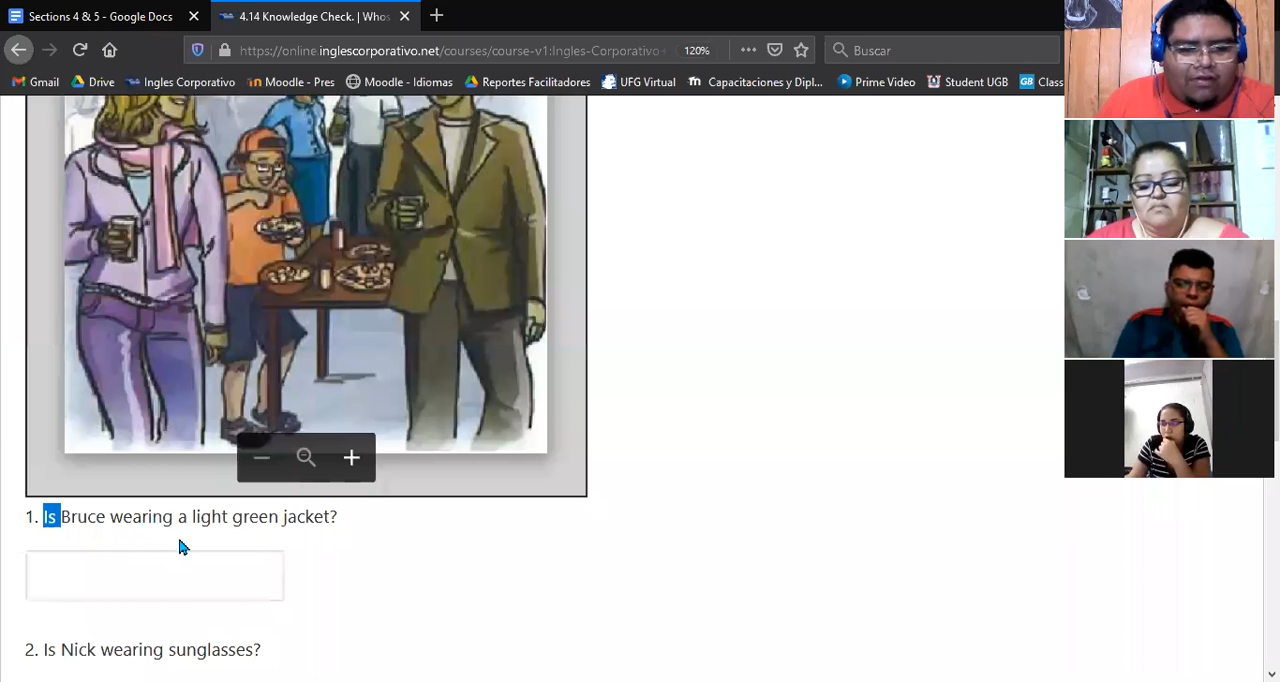 Sections 4 & 5 - Google Docs
4.14 Knowledge Check. | Whos
https://online.inglescorporativo.net/courses/course-v1:Ingles-Corporativo
120%
Buscar
Gmail
Drive
Ingles Corporativo
Moodle - Pres
Moodle - Idiomas
Reportes Facilitadores
UFG Virtual
Capacitaciones y Dipl...
Prime Video
Student UGB
Class
1. Is Bruce wearing a light green jacket?
2. Is Nick wearing sunglasses?